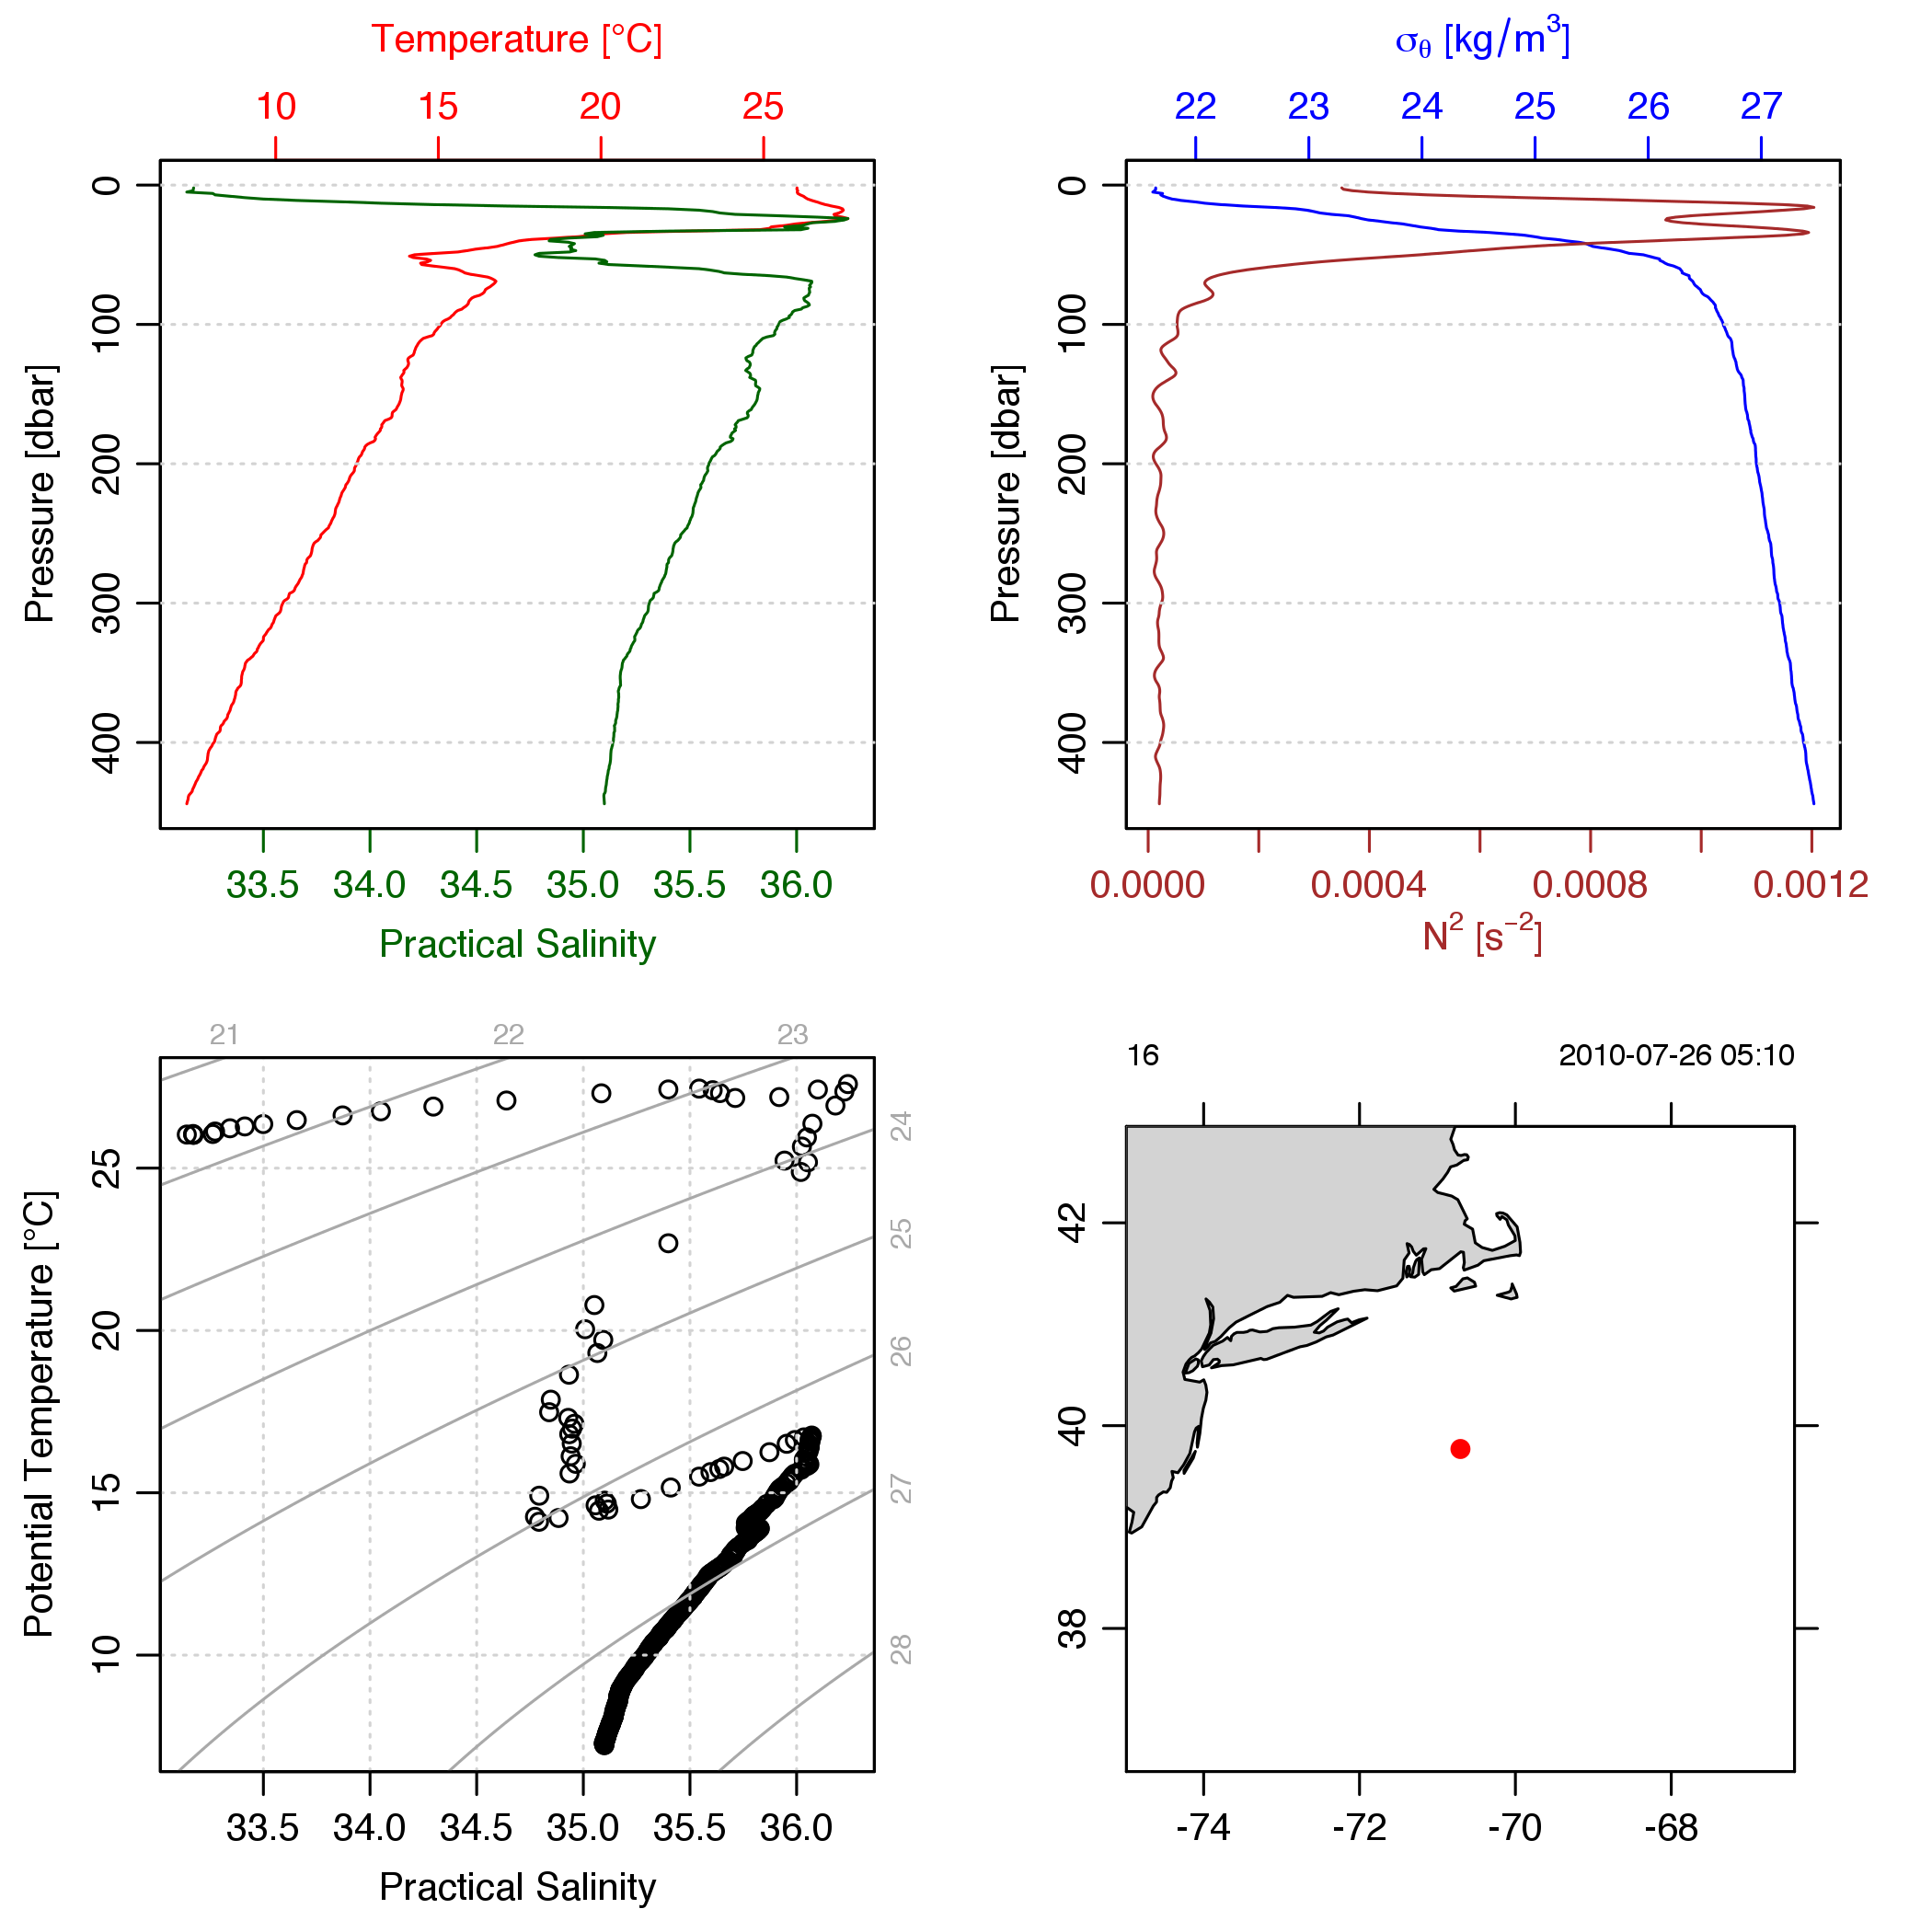 Temperature [°C]
10 15 20 25
0
100
200
300
400
Pressure [dbar]
33.5 34.0 34.5 35.0 35.5 36.0
Practical Salinity
σθ [kg/m³]
22 23 24 25 26 27
0
100
200
300
400
Pressure [dbar]
0.0000 0.0004 0.0008 0.0012
N² [s⁻²]
21 22 23
24
25
26
27
28
25
20
15
10
Potential Temperature [°C]
33.5 34.0 34.5 35.0 35.5 36.0
Practical Salinity
16 2010-07-26 05:10
42
40
38
-74 -72 -70 -68